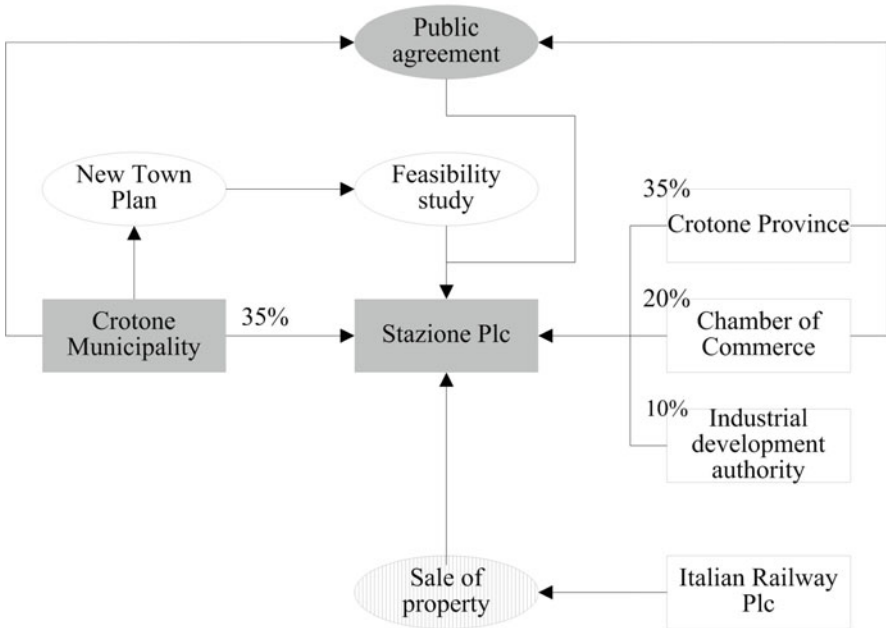 Public
agreement
New Town
Plan
Feasibility
study
35%
Crotone Province
Crotone
Municipality
35%
Stazione Plc
20%
Chamber of
Commerce
10%
Industrial
development
authority
Sale of
property
Italian Railway
Plc